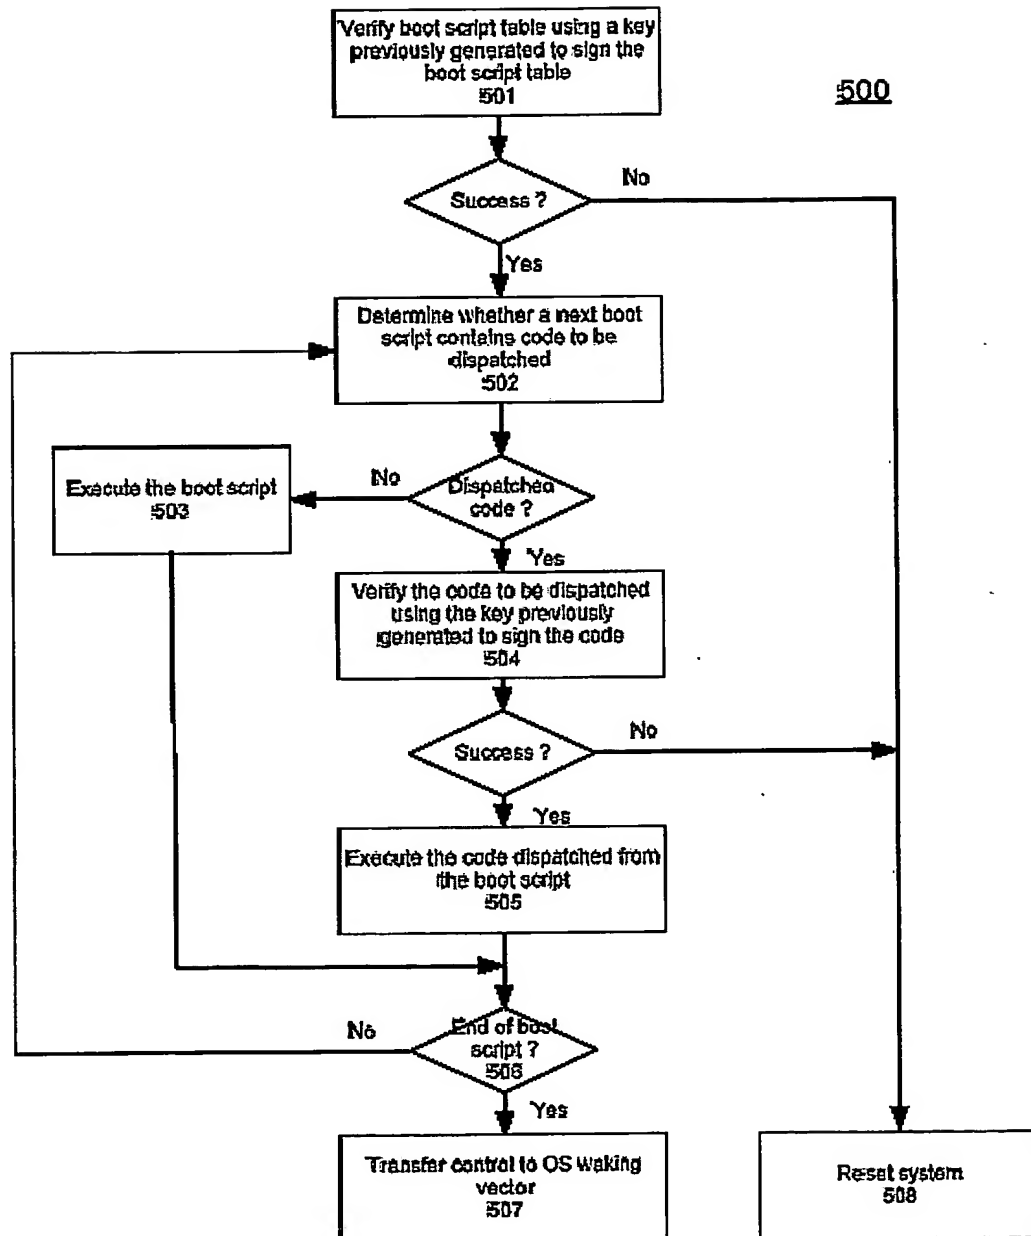 Verify boot script table using a key
previously generated to sign the
boot script table
501
500
Success ?
No
Yes
Determine whether a next boot
script contains code to be
dispatched
502
Execute the boot script
503
No
Dispatched
code ?
Yes
Verify the code to be dispatched
using the key previously
generated to sign the code
504
Success ?
No
Yes
Execute the code dispatched from
the boot script
505
No
End of boot
script ?
506
Yes
Transfer control to OS waking
vector
507
Reset system
508